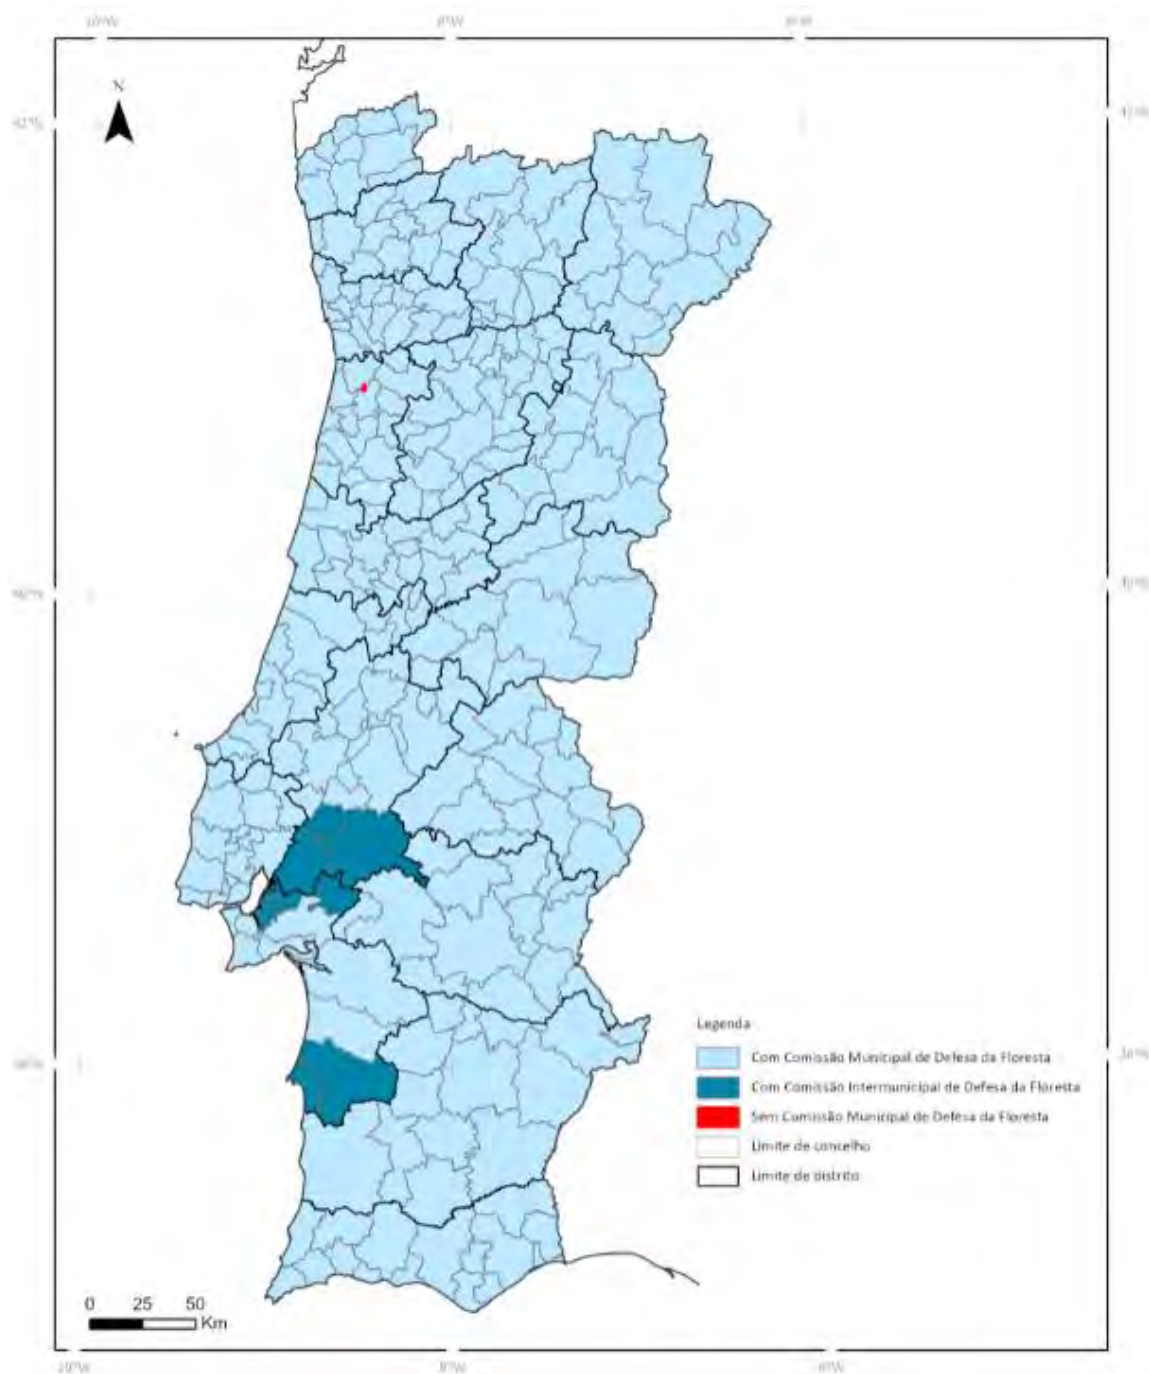 N
Legenda
Com Comissão Municipal de Defesa da Floresta
Com Comissão Intermunicipal de Defesa da Floresta
Sem Comissão Municipal de Defesa da Floresta
Limite de concelho
Limite de distrito
0 25 50
Km